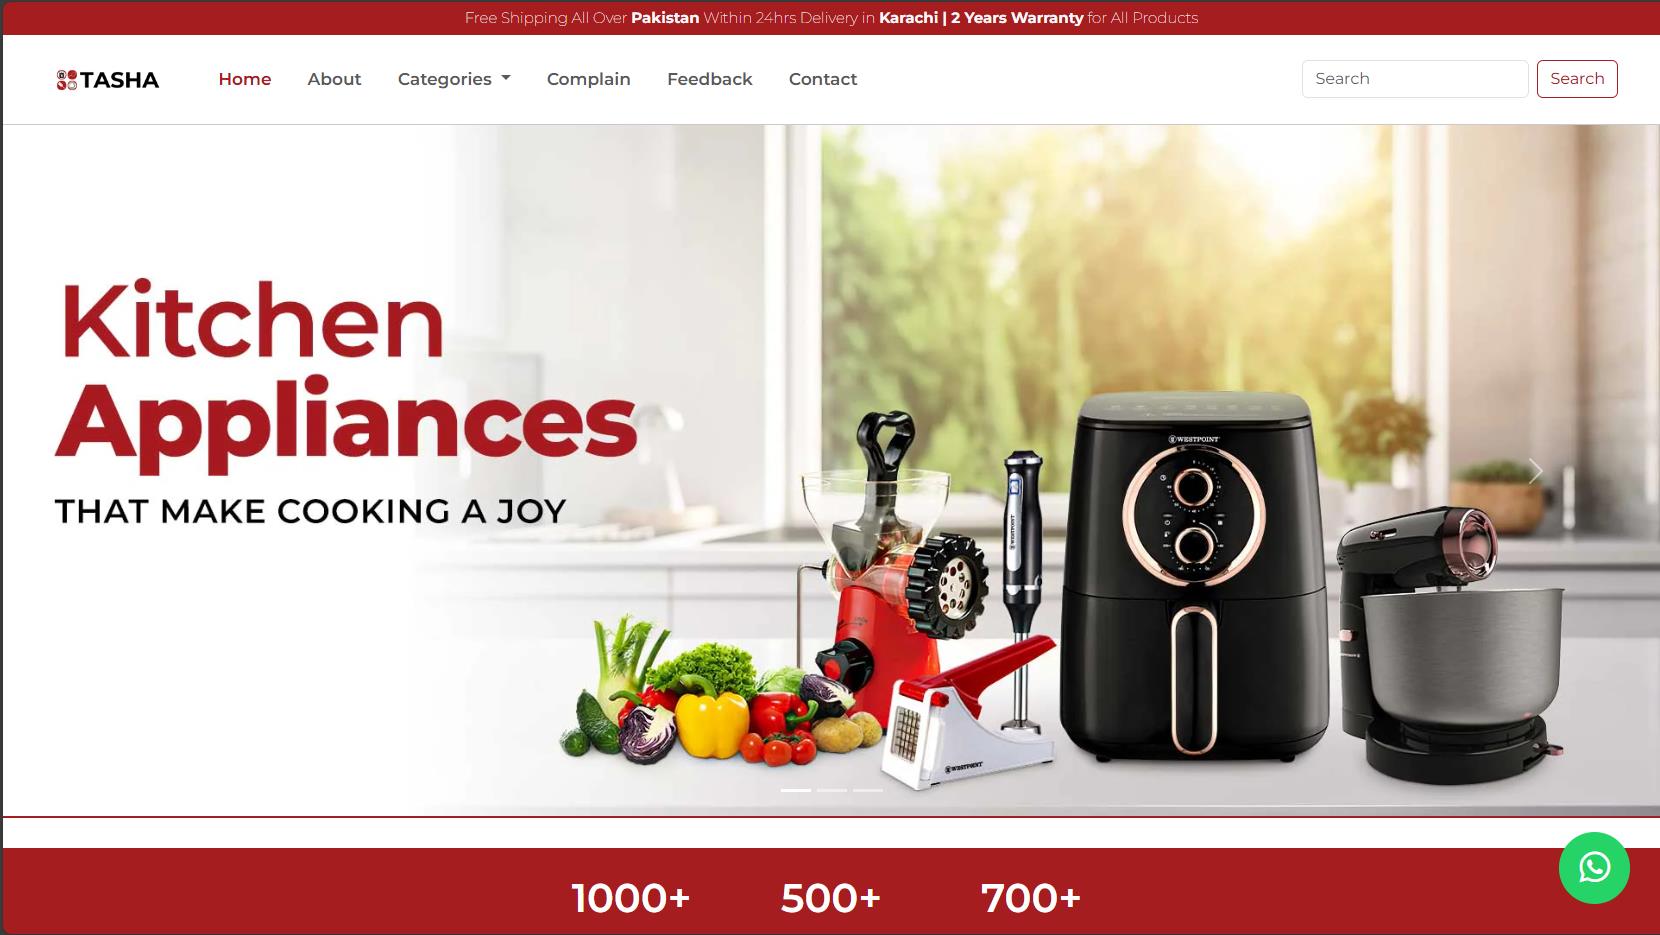 Free Shipping All Over Pakistan Within 24hrs Delivery in Karachi | 2 Years Warranty for All Products
TASHA
Home
About
Categories
Complain
Feedback
Contact
Search
Search
Kitchen
Appliances
THAT MAKE COOKING A JOY
WESTPOINT
WESTPOINT
WESTPOINT
1000+
500+
700+